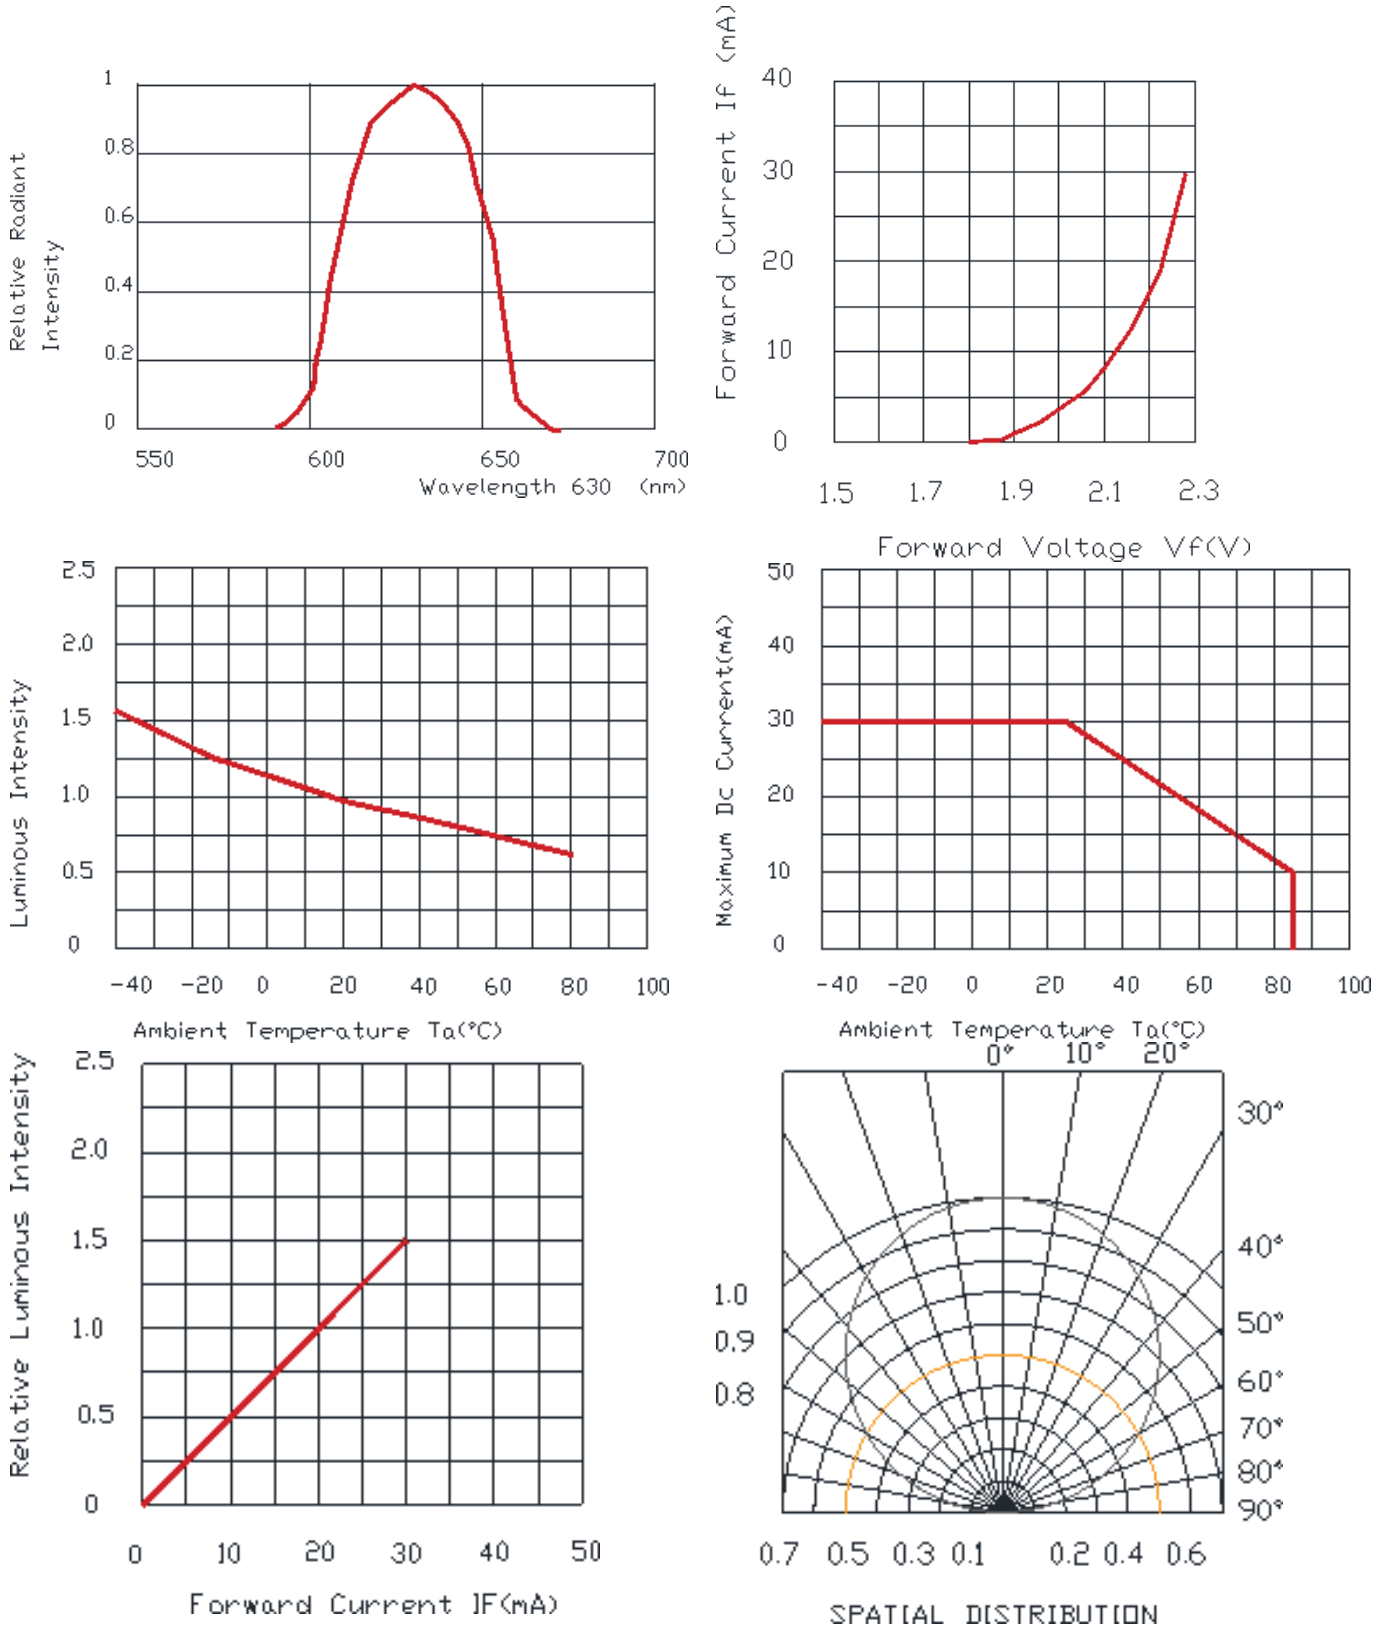 1
0.8
0.6
0.4
0.2
0
Relative Radiant
Intensity
550 600 650 700
Wavelength 630 (nm)
Forward Current If (mA)
40
30
20
10
0
1.5 1.7 1.9 2.1 2.3
Forward Voltage Vf(V)
Luminous Intensity
2.5
2.0
1.5
1.0
0.5
0
-40 -20 0 20 40 60 80 100
Ambient Temperature Ta(°C)
Maximum Dc Current(mA)
50
40
30
20
10
0
-40 -20 0 20 40 60 80 100
Ambient Temperature Ta(°C)
Relative Luminous Intensity
2.5
2.0
1.5
1.0
0.5
0
0 10 20 30 40 50
Forward Current IF(mA)
0° 10° 20°
30°
40°
50°
60°
70°
80°
90°
1.0
0.9
0.8
0.7 0.5 0.3 0.1 0.2 0.4 0.6
SPATIAL DISTRIBUTION